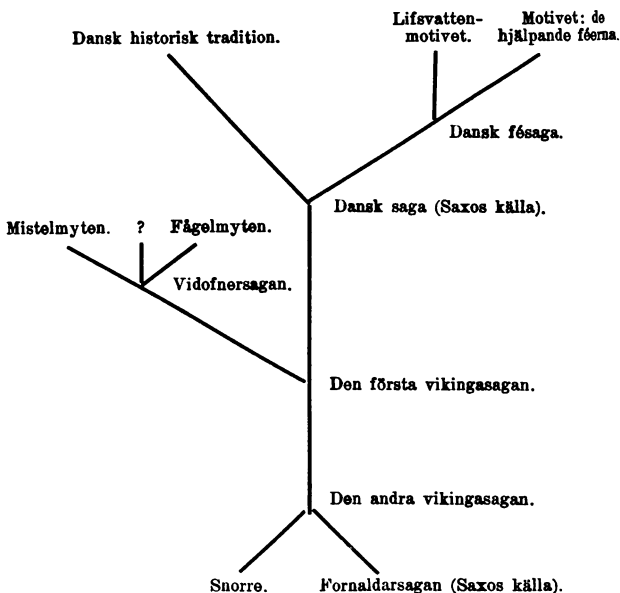 Lifsvatten-
motivet.
Motivet: de
hjälpande féerna.
Dansk historisk tradition.
Dansk fésaga.
Dansk saga (Saxos källa).
Mistelmyten. ? Fågelmyten.
Vidofnersagan.
Den första vikingasagan.
Den andra vikingasagan.
Snorre. Fornaldarsagan (Saxos källa).